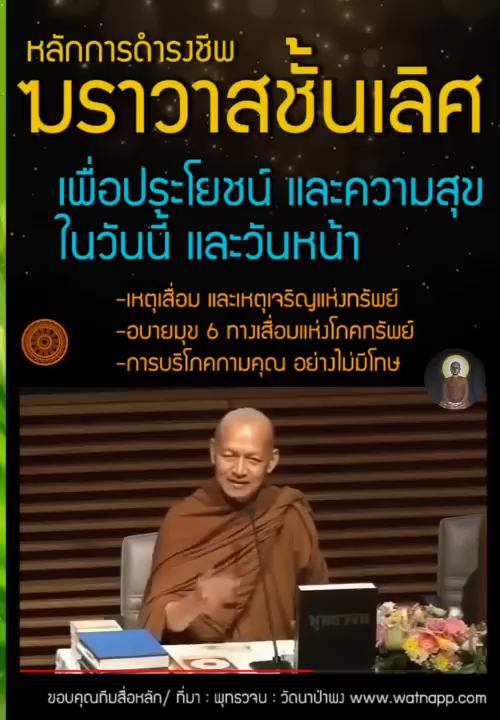 หลักการดำรงชีพ
ฆราวาสชั้นเลิศ
เพื่อประโยชน์ และความสุข
ในวันนี้ และวันหน้า
-เหตุเสื่อม และเหตุเจริญแห่งทรัพย์
-อบายมุข 6 ทางเสื่อมแห่งโภคทรัพย์
-การบริโภคกามคุณ อย่างไม่มีโทษ
พุทธวจน
ขอบคุณทีมสื่อหลัก/ ที่มา : พุทธวจน : วัดนาป่าพง www.watnapp.com